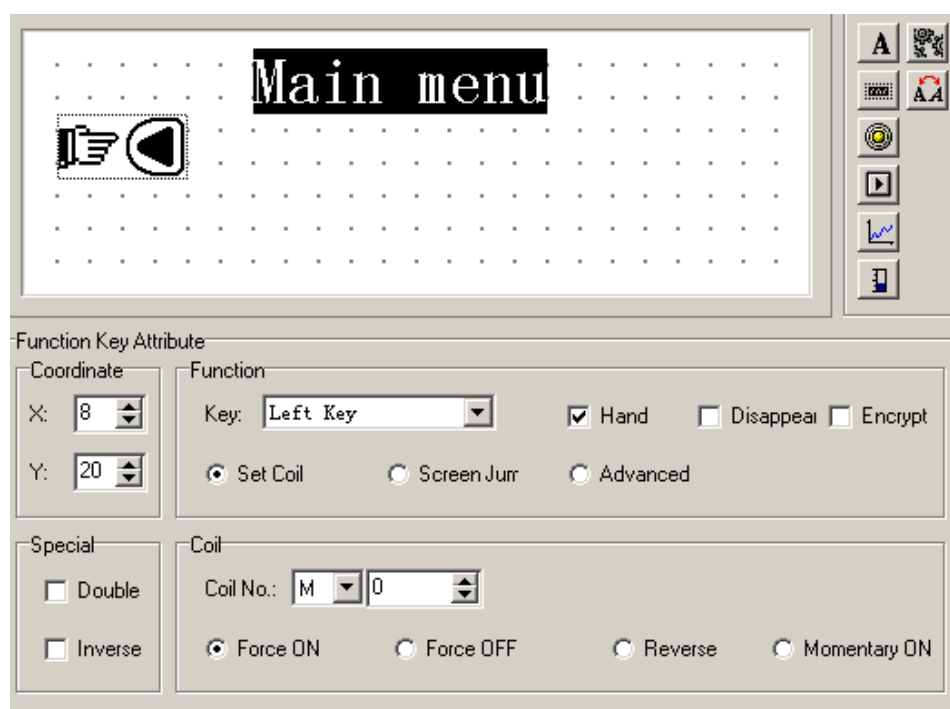 Main menu
A
A A
Function Key Attribute
Coordinate
X: 8
Y: 20
Function
Key: Left Key
Hand
Disappear
Encrypt
Set Coil
Screen Jum
Advanced
Special
Double
Inverse
Coil
Coil No.: M 0
Force ON
Force OFF
Reverse
Momentary ON